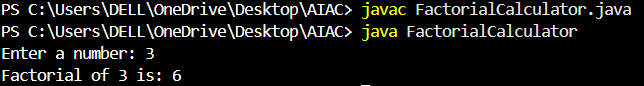 PS C:\Users\DELL\OneDrive\Desktop\AIAC> javac FactorialCalculator.java
PS C:\Users\DELL\OneDrive\Desktop\AIAC> java FactorialCalculator
Enter a number: 3
Factorial of 3 is: 6